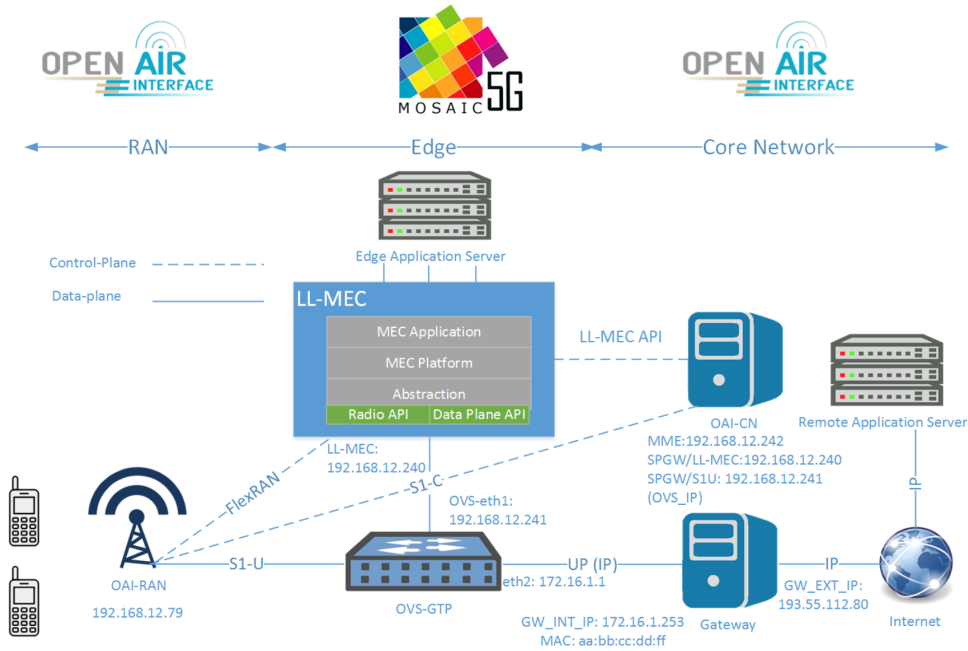 OPEN AIR
INTERFACE
MOSAIC 5G
OPEN AIR
INTERFACE
RAN
Edge
Core Network
Edge Application Server
Control-Plane
Data-plane
LL-MEC
MEC Application
MEC Platform
Abstraction
Radio API
Data Plane API
LL-MEC API
OAI-CN
MME:192.168.12.242
SPGW/LL-MEC:192.168.12.240
SPGW/S1U: 192.168.12.241
(OVS_IP)
Remote Application Server
LL-MEC:
192.168.12.240
FlexRAN
S1-C
OVS-eth1:
192.168.12.241
IP
S1-U
UP (IP)
eth2: 172.16.1.1
IP
GW_EXT_IP:
193.55.112.80
OAI-RAN
192.168.12.79
OVS-GTP
GW_INT_IP: 172.16.1.253
MAC: aa:bb:cc:dd:ff
Gateway
Internet